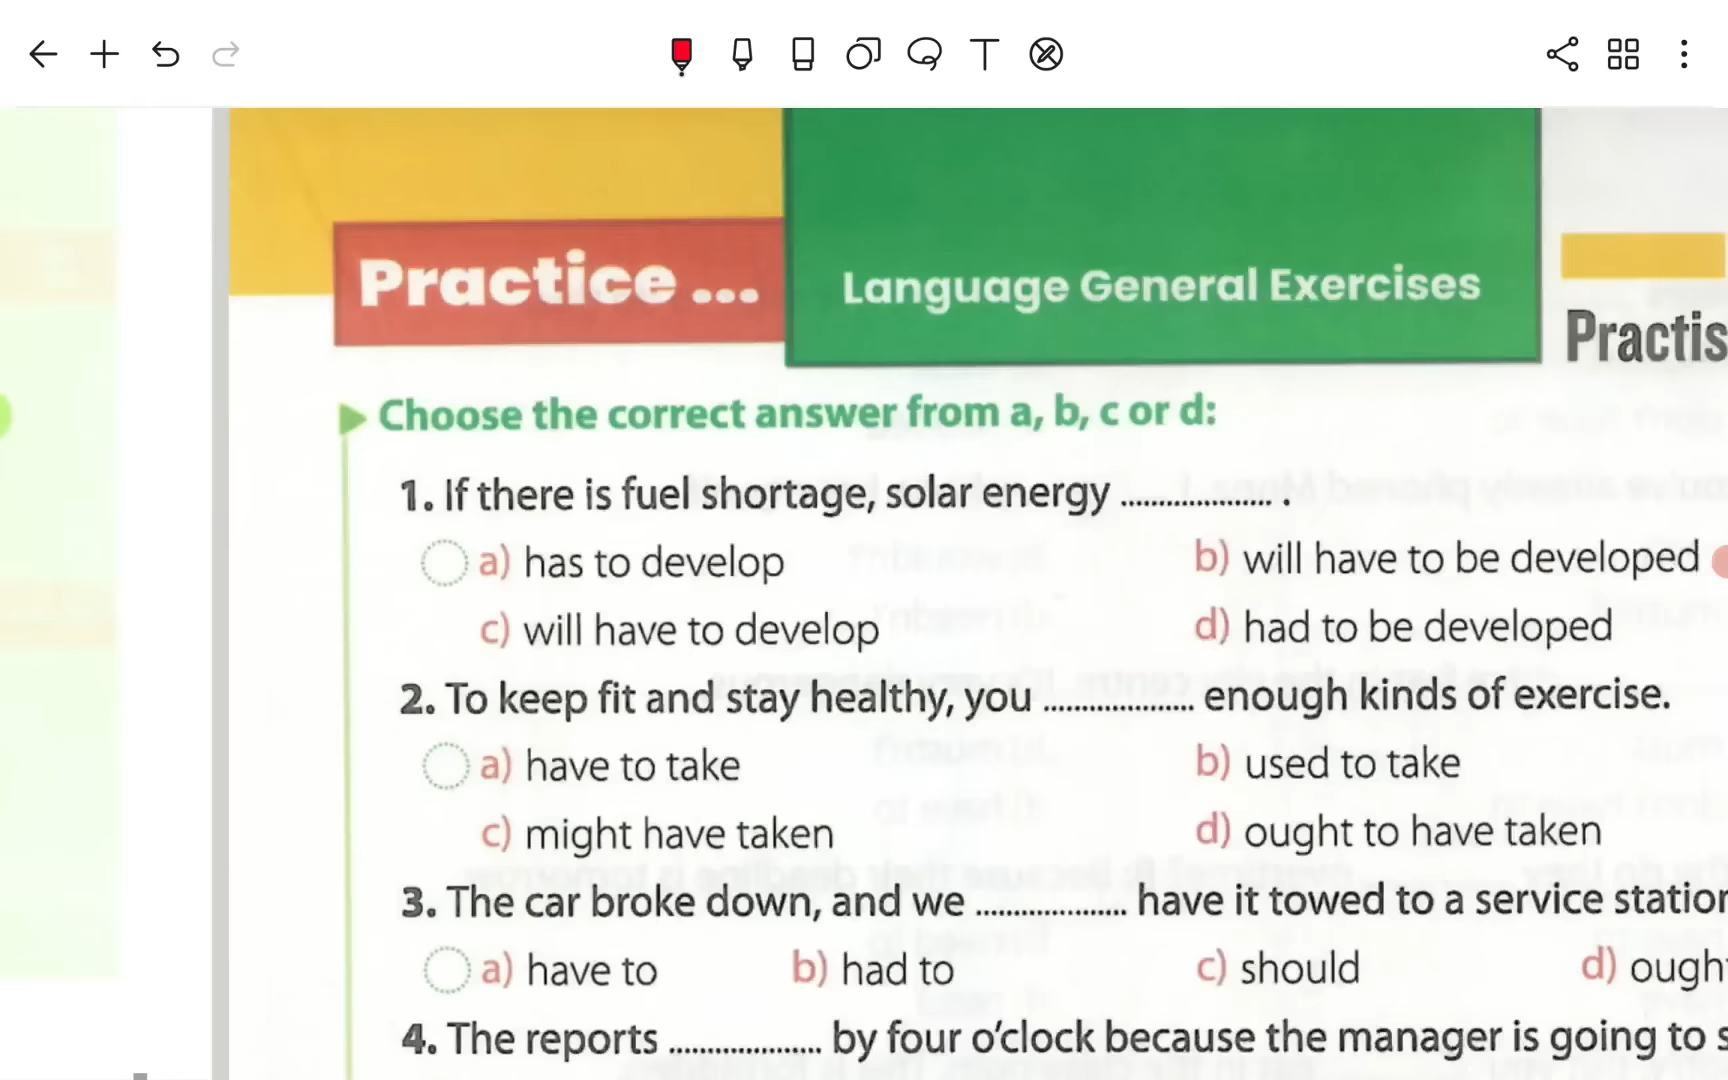 Practice ...
Language General Exercises
Practis
Choose the correct answer from a, b, c or d:
1. If there is fuel shortage, solar energy .................... .
a) has to develop
b) will have to be developed
c) will have to develop
d) had to be developed
2. To keep fit and stay healthy, you .................... enough kinds of exercise.
a) have to take
b) used to take
c) might have taken
d) ought to have taken
3. The car broke down, and we .................... have it towed to a service station
a) have to b) had to c) should d) ough
4. The reports .................... by four o'clock because the manager is going to s